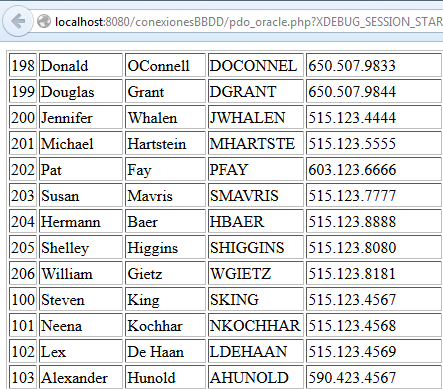 localhost:8080/conexionesBBDD/pdo_oracle.php?XDEBUG_SESSION_STAR
198 Donald OConnell DOCONNEL 650.507.9833
199 Douglas Grant DGRANT 650.507.9844
200 Jennifer Whalen JWHALEN 515.123.4444
201 Michael Hartstein MHARTSTE 515.123.5555
202 Pat Fay PFAY 603.123.6666
203 Susan Mavris SMAVRIS 515.123.7777
204 Hermann Baer HBAER 515.123.8888
205 Shelley Higgins SHIGGINS 515.123.8080
206 William Gietz WGIETZ 515.123.8181
100 Steven King SKING 515.123.4567
101 Neena Kochhar NKOCHHAR 515.123.4568
102 Lex De Haan LDEHAAN 515.123.4569
103 Alexander Hunold AHUNOLD 590.423.4567